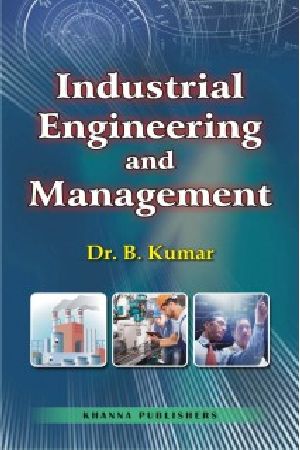 Industrial
Engineering
and
Management
Dr. B. Kumar
KHANNA PUBLISHERS